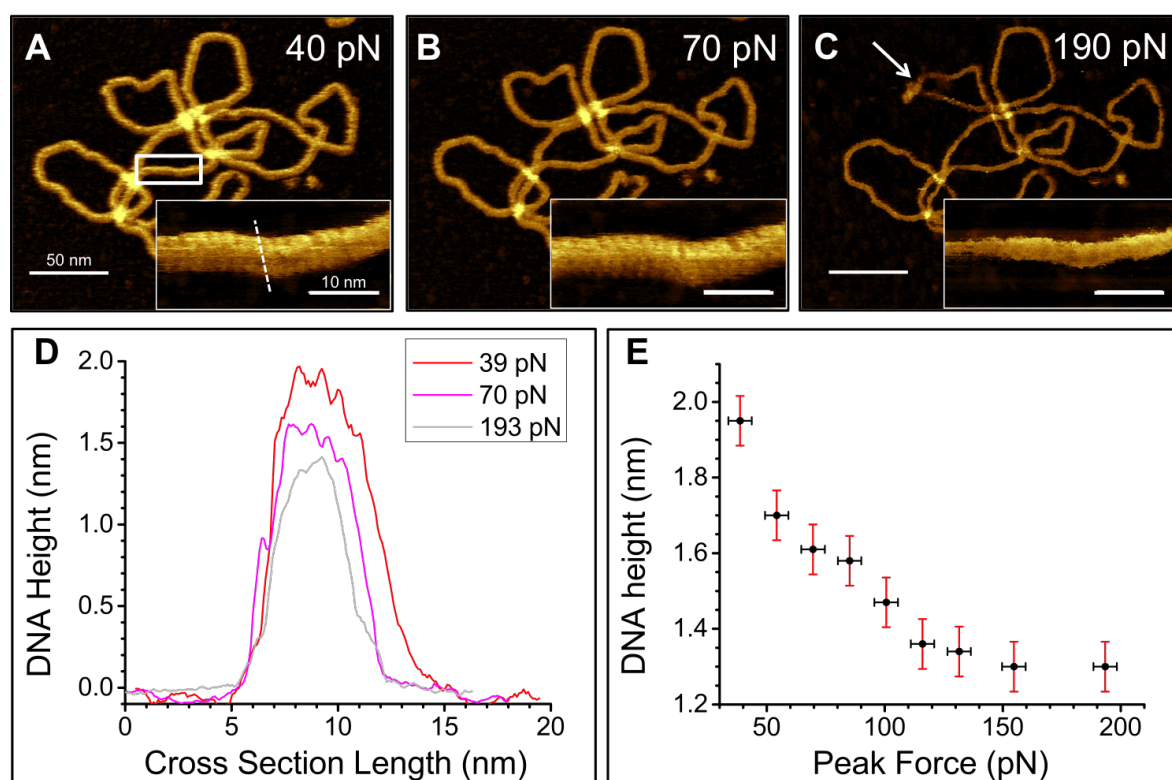 A
40 pN
50 nm
10 nm
B
70 pN
C
190 pN
D
DNA Height (nm)
2.0
1.5
1.0
0.5
0.0
0
5
10
15
20
Cross Section Length (nm)
39 pN
70 pN
193 pN
E
DNA height (nm)
2.0
1.8
1.6
1.4
1.2
50
100
150
200
Peak Force (pN)